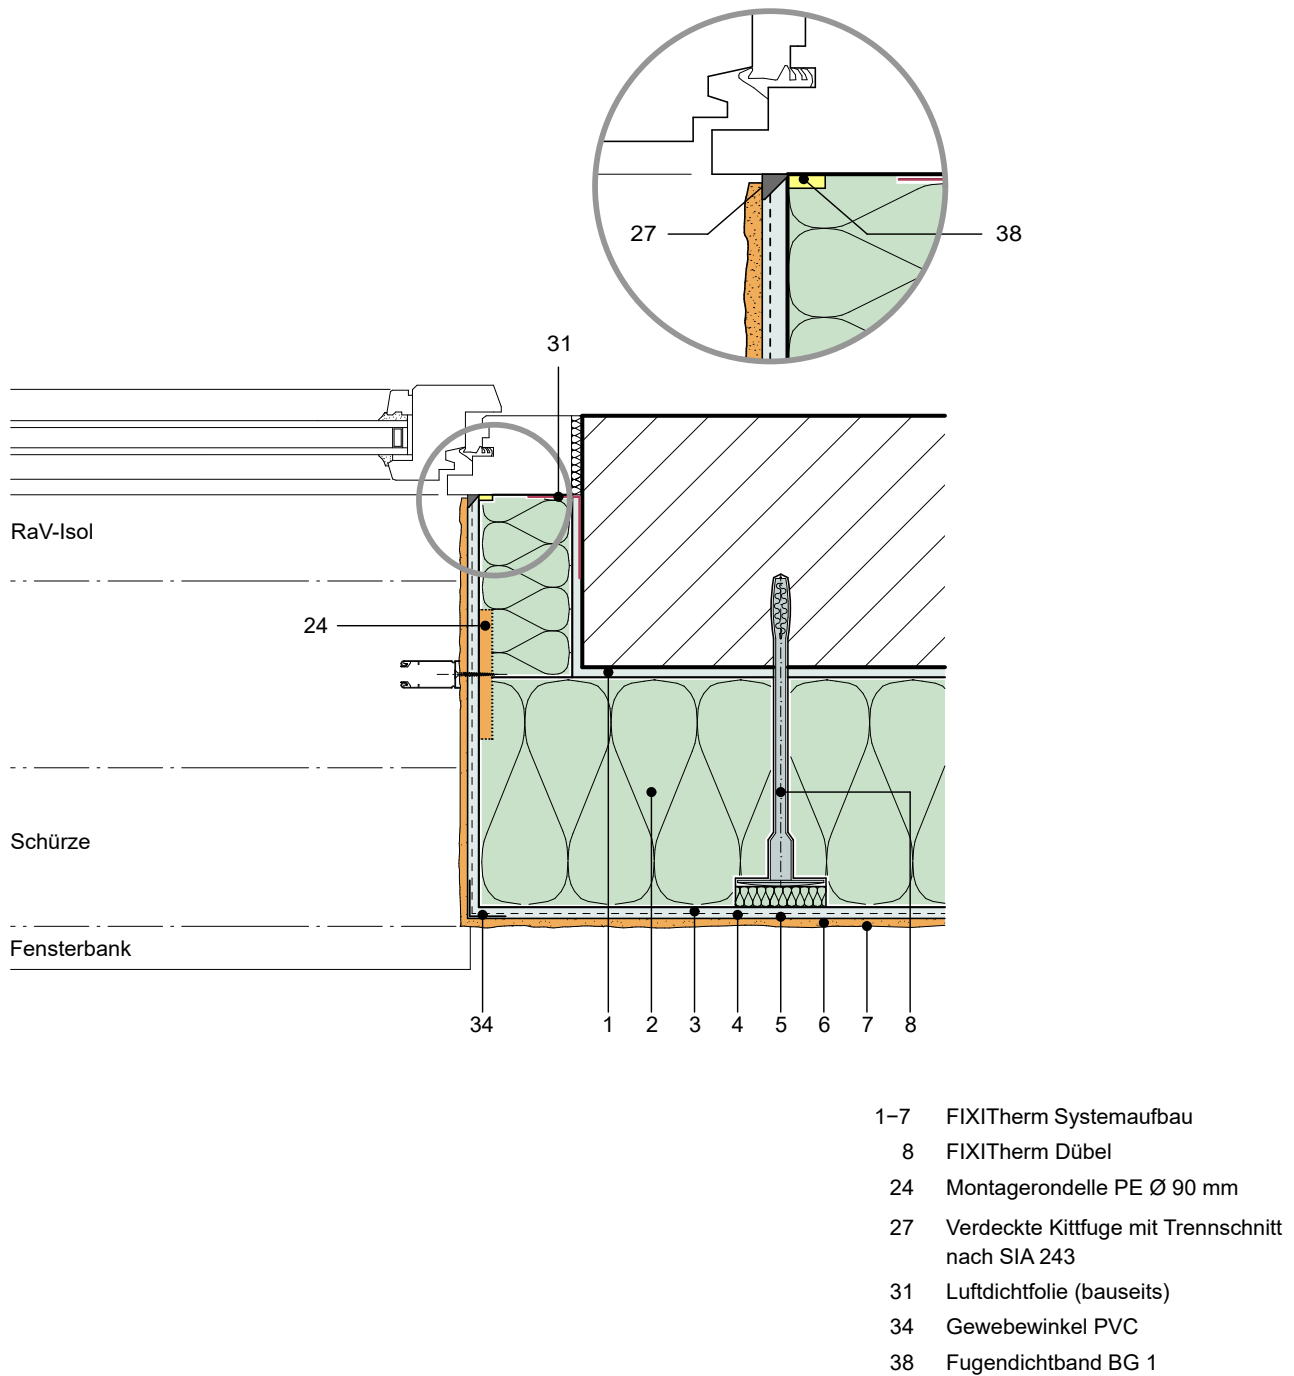 27
38
31
RaV-Isol
24
Schürze
Fensterbank
34 1 2 3 4 5 6 7 8
1–7 FIXITherm Systemaufbau
8 FIXITherm Dübel
24 Montagerondelle PE Ø 90 mm
27 Verdeckte Kittfuge mit Trennschnitt
nach SIA 243
31 Luftdichtfolie (bauseits)
34 Gewebewinkel PVC
38 Fugendichtband BG 1